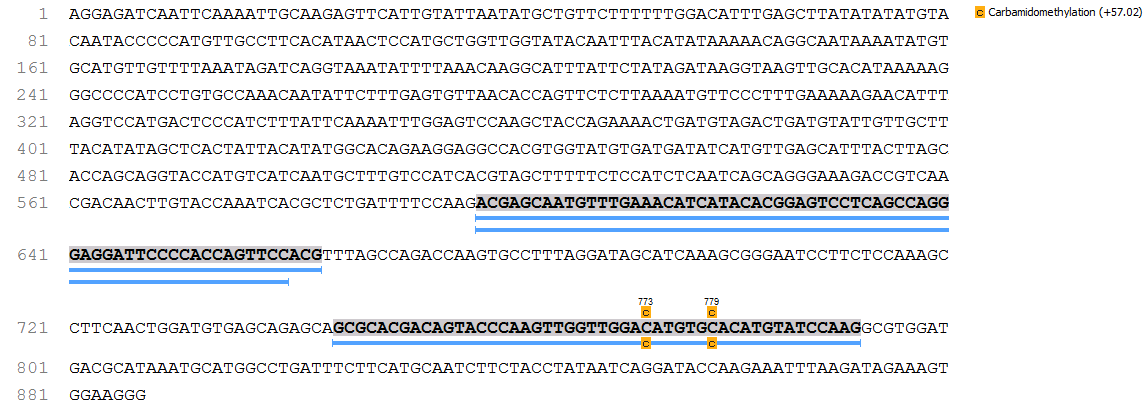 1 AGGAGATCAATTCAAAATTGCAAGAGTTCATTGTATTAATATGCTGTTCTTTTTTGGACATTTGAGCTTATATATATGTA
c Carbamidomethylation (+57.02)
81 CAATACCCCCATGTTGCCTTCACATAACTCCATGCTGGTTGGTATACAATTTACATATAAAAACAGGCAATAAAATATGT
161 GCATGTTGTTTTAAATAGATCAGGTAAATATTTTAAACAAGGCATTTATTCTATAGATAAGGTAAGTTGCACATAAAAAG
241 GGCCCCATCCTGTGCCAAACAATATTCTTTGAGTGTTAACACCAGTTCTCTTAAAATGTTCCCTTTGAAAAAGAACATTT
321 AGGTCCATGACTCCCATCTTTATTCAAAATTTGGAGTCCAAGCTACCAGAAAACTGATGTAGACTGATGTATTGTTGCTT
401 TACATATAGCTCACTATTACATATGGCACAGAAGGAGGCCACGTGGTATGTGATGATATCATGTTGAGCATTTACTTAGC
481 ACCAGCAGGTACCATGTCATCAATGCTTTGTCCATCACGTAGCTTTTTCTCCATCTCAATCAGCAGGGAAAGACCGTCAA
561 CGACAACTTGTACCAAATCACGCTCTGATTTTCCAAGACGAGCAATGTTTGAAACATCATACACGGAGTCCTCAGCCAGG
641 GAGGATTCCCCACCAGTTCCACGTTTAGCCAGACCAAGTGCCTTTAGGATAGCATCAAAGCGGGAATCCTTCTCCAAAGC
773 779
c c
721 CTTCAACTGGATGTGAGCAGAGCAGCGCACGACAGTACCCAAGTTGGTTGGACATGTGCACATGTATCCAAGGCGTGGAT
c c
801 GACGCATAAATGCATGGCCTGATTTCTTCATGCAATCTTCTACCTATAATCAGGATACCAAGAAATTTAAGATAGAAAGT
881 GGAAGGG